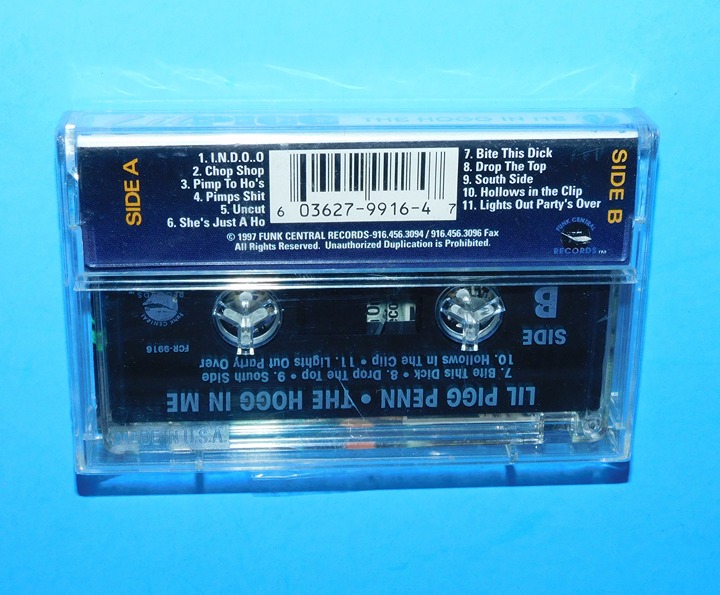 THE HOGG IN ME
SIDE A
1. I.N.D.O..O
2. Chop Shop
3. Pimp To Ho's
4. Pimps Shit
5. Uncut
6. She's Just A Ho
6 03627-9916-4 7
7. Bite This Dick
8. Drop The Top
9. South Side
10. Hollows in the Clip
11. Lights Out Party's Over
SIDE B
© 1997 FUNK CENTRAL RECORDS-916.456.3094 / 916.456.3096 Fax
All Rights Reserved. Unauthorized Duplication is Prohibited.
FUNK CENTRAL
RECORDS
LIL PIGG PENN • THE HOGG IN ME
7. Bite This Dick • 8. Drop The Top • 9. South Side
10. Hollows In The Clip • 11. Lights Out Party Over
SIDE
B
FCR-9916
FUNK CENTRAL
RECORDS
MADE IN U.S.A.